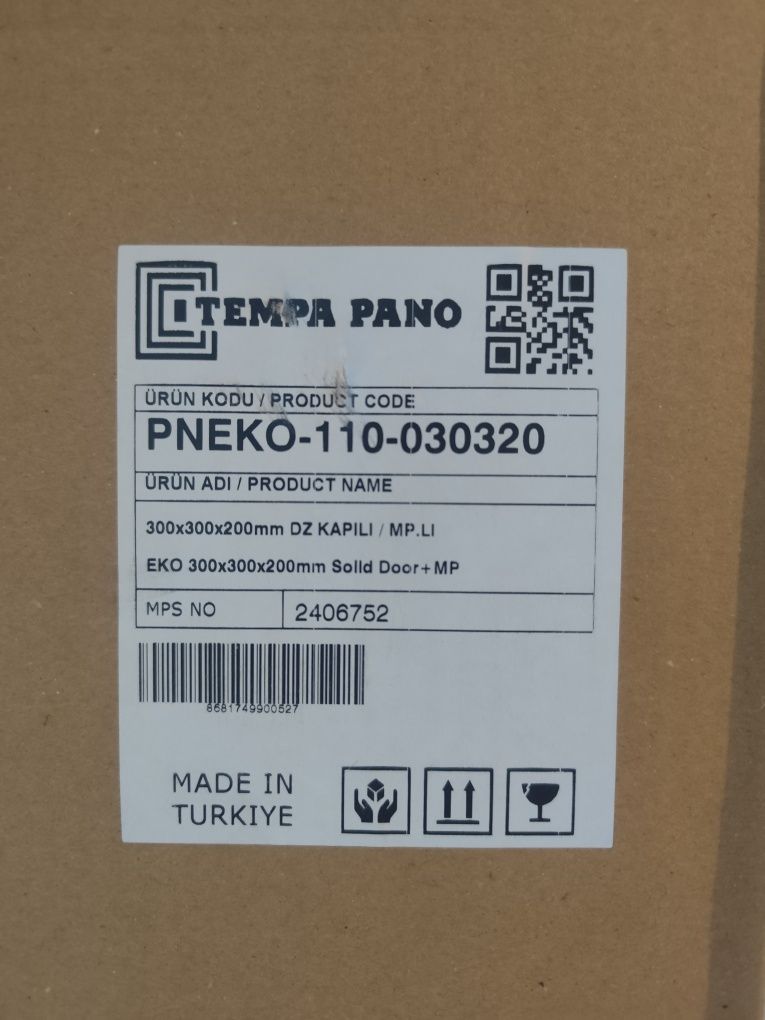 TEMPA PANO
ÜRÜN KODU / PRODUCT CODE
PNEKO-110-030320
ÜRÜN ADI / PRODUCT NAME
300x300x200mm DZ KAPILI / MP.LI
EKO 300x300x200mm Solid Door+MP
MPS NO 2406752
8681749900527
MADE IN
TURKIYE